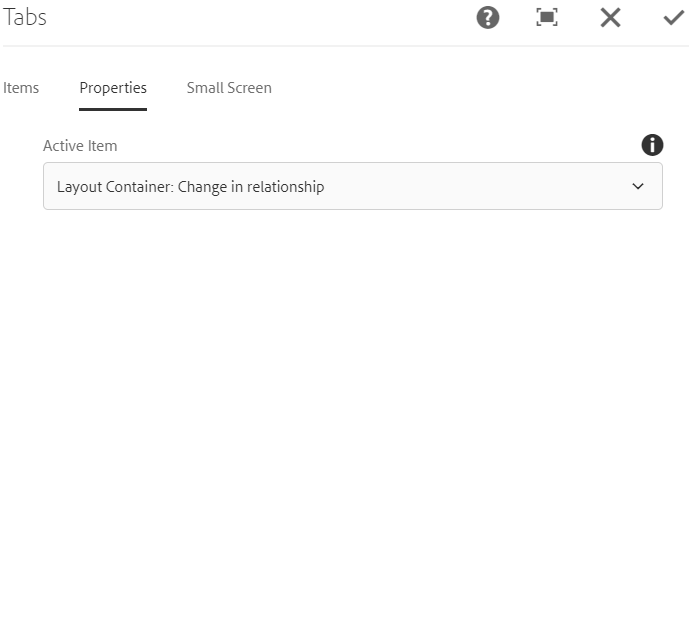 Tabs
Items Properties Small Screen
Active Item
Layout Container: Change in relationship